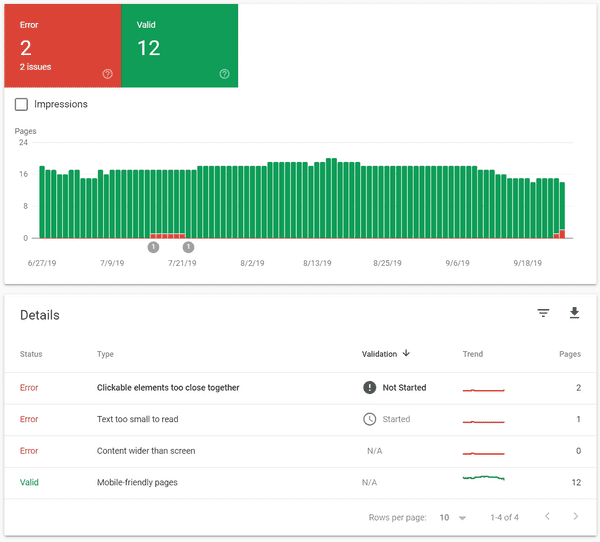 Error
2
2 issues
Valid
12
Impressions
Pages
24
16
8
0
1
1
6/27/19 7/9/19 7/21/19 8/2/19 8/13/19 8/25/19 9/6/19 9/18/19
Details
Status Type Validation Trend Pages
Error Clickable elements too close together Not Started 2
Error Text too small to read Started 1
Error Content wider than screen N/A 0
Valid Mobile-friendly pages N/A 12
Rows per page: 10 1-4 of 4